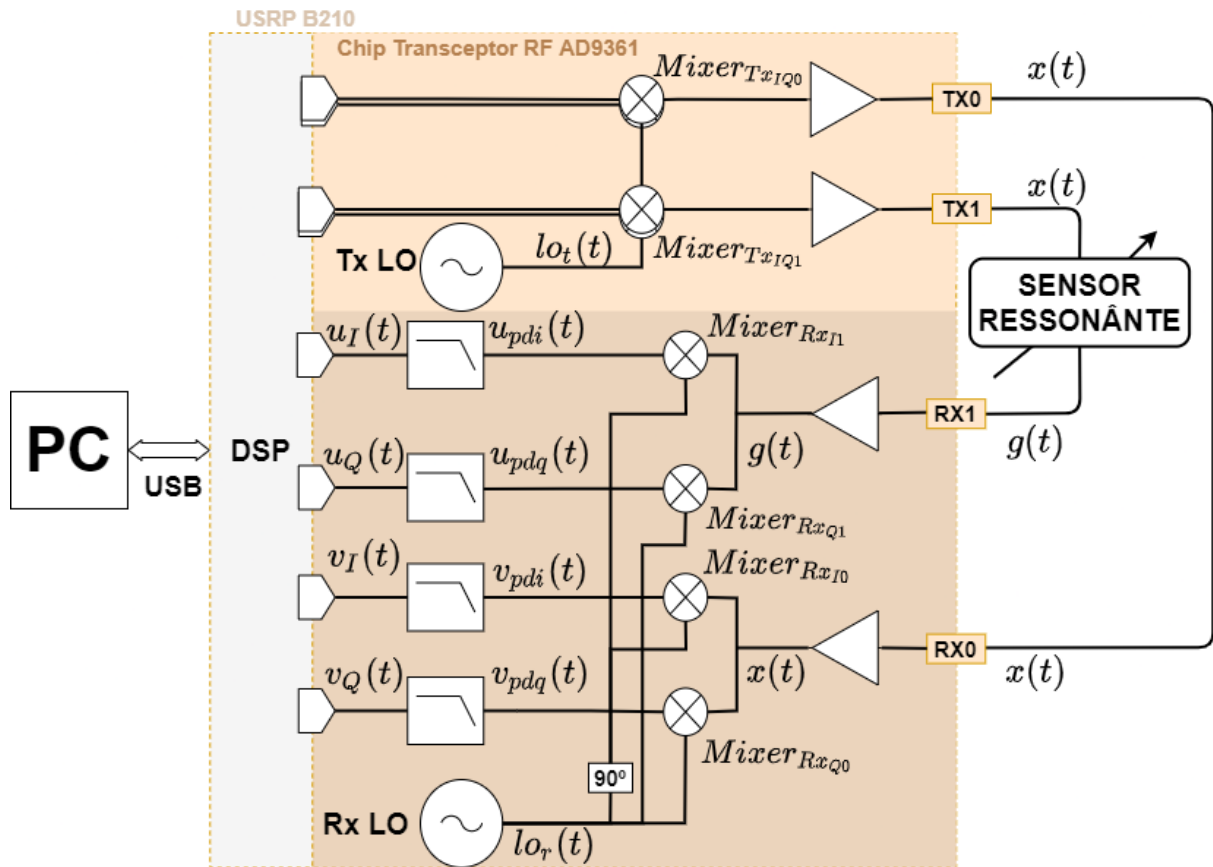 USRP B210
Chip Transceptor RF AD9361
Mixer_{Tx_{IQ0}}
TX0
x(t)
Mixer_{Tx_{IQ1}}
TX1
x(t)
Tx LO
lo_t(t)
SENSOR
RESSONÂNTE
u_I(t)
u_{pdi}(t)
Mixer_{Rx_{I1}}
RX1
g(t)
g(t)
PC
USB
DSP
u_Q(t)
u_{pdq}(t)
Mixer_{Rx_{Q1}}
v_I(t)
v_{pdi}(t)
Mixer_{Rx_{I0}}
RX0
x(t)
x(t)
v_Q(t)
v_{pdq}(t)
Mixer_{Rx_{Q0}}
90º
Rx LO
lo_r(t)